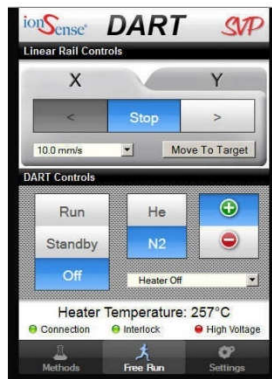 ionSense DART SVP
Linear Rail Controls
X Y
< Stop >
10.0 mm/s Move To Target
DART Controls
Run He
Standby N2
Off Heater Off
Heater Temperature: 257°C
Connection Interlock High Voltage
Methods Free Run Settings